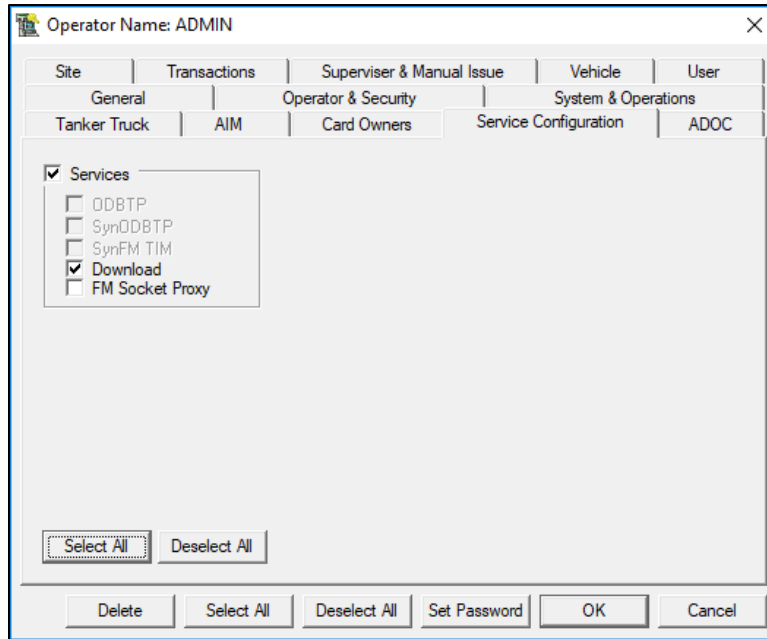 Operator Name: ADMIN
Site Transactions Superviser & Manual Issue Vehicle User
General Operator & Security System & Operations
Tanker Truck AIM Card Owners Service Configuration ADOC
Services
ODBTP
SynODBTP
SynFM TIM
Download
FM Socket Proxy
Select All Deselect All
Delete Select All Deselect All Set Password OK Cancel